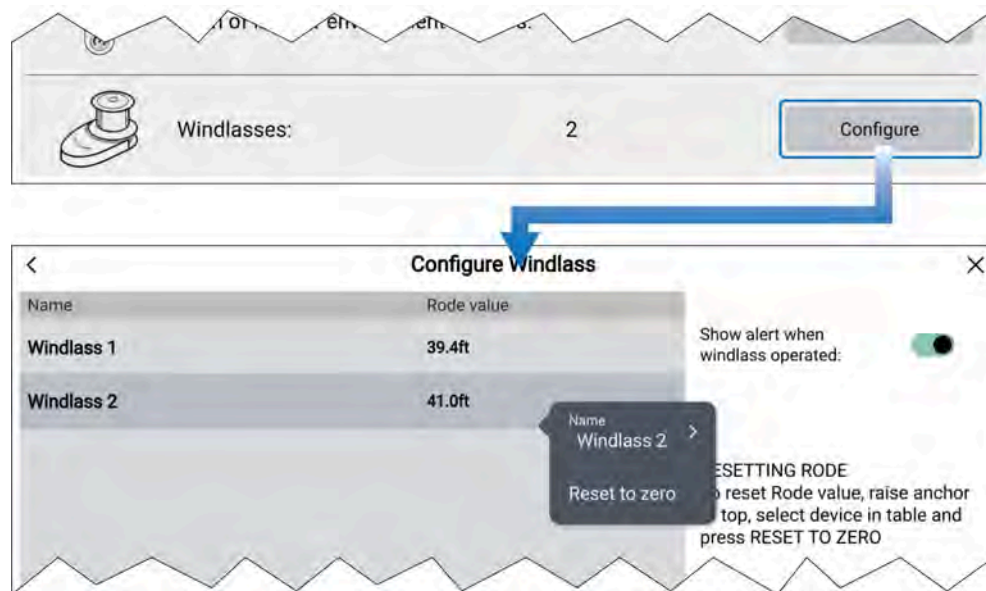 Windlasses: 2 Configure
< Configure Windlass ×
Name Rode value
Windlass 1 39.4ft
Show alert when
windlass operated:
Windlass 2 41.0ft
Name
Windlass 2 >
Reset to zero
ESETTING RODE
reset Rode value, raise anchor
top, select device in table and
press RESET TO ZERO